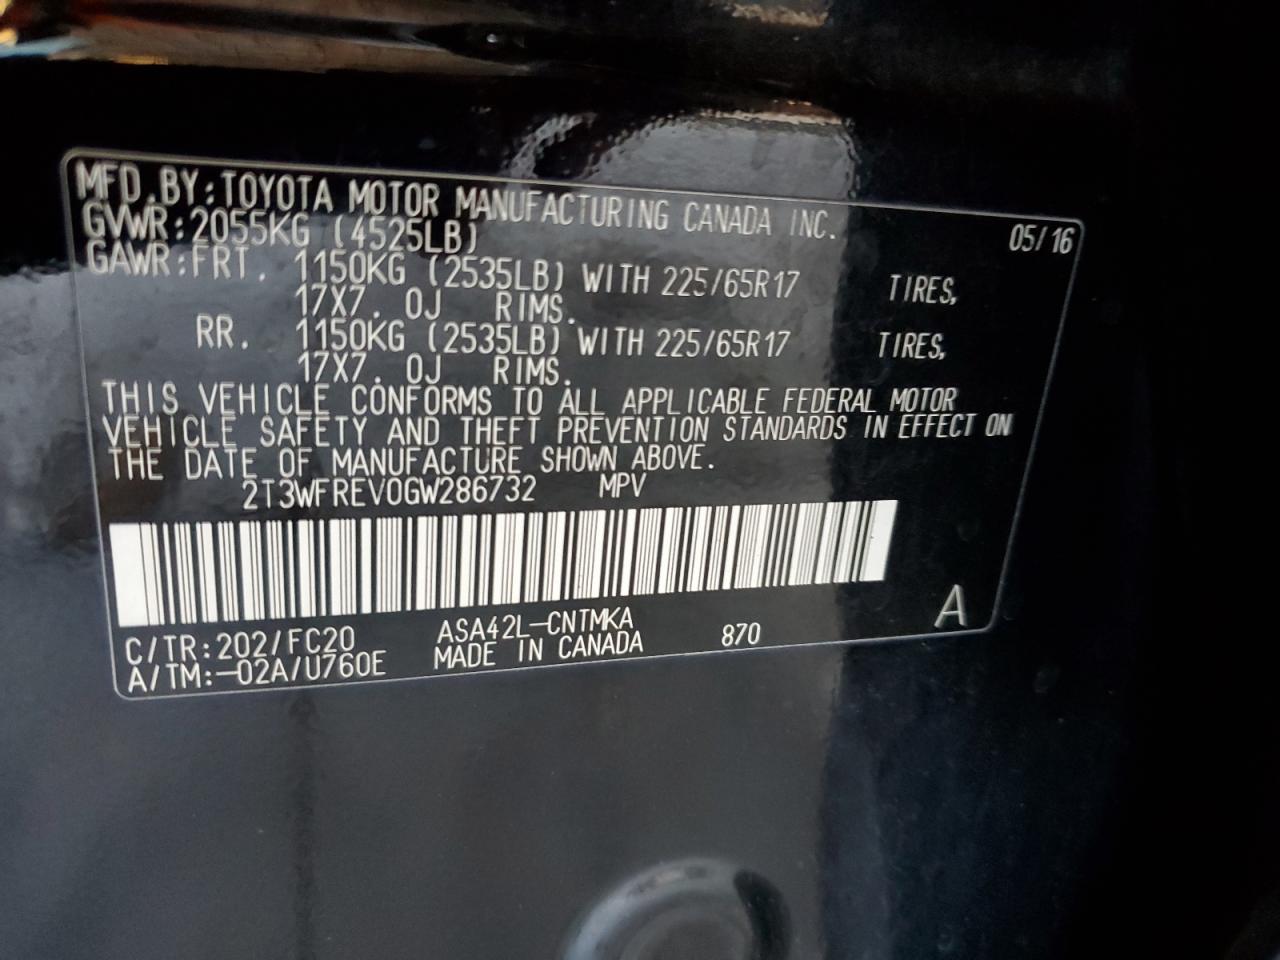 MFD.BY:TOYOTA MOTOR MANUFACTURING CANADA INC.
05/16
GVWR:2055KG (4525LB)
GAWR:FRT. 1150KG (2535LB) WITH 225/65R17 TIRES,
17X7. 0J RIMS.
RR. 1150KG (2535LB) WITH 225/65R17 TIRES,
17X7. 0J RIMS.
THIS VEHICLE CONFORMS TO ALL APPLICABLE FEDERAL MOTOR
VEHICLE SAFETY AND THEFT PREVENTION STANDARDS IN EFFECT ON
THE DATE OF MANUFACTURE SHOWN ABOVE.
2T3WFREV0GW286732 MPV
C/TR:202/FC20 ASA42L-CNTMKA 870 A
A/TM:-02A/U760E MADE IN CANADA